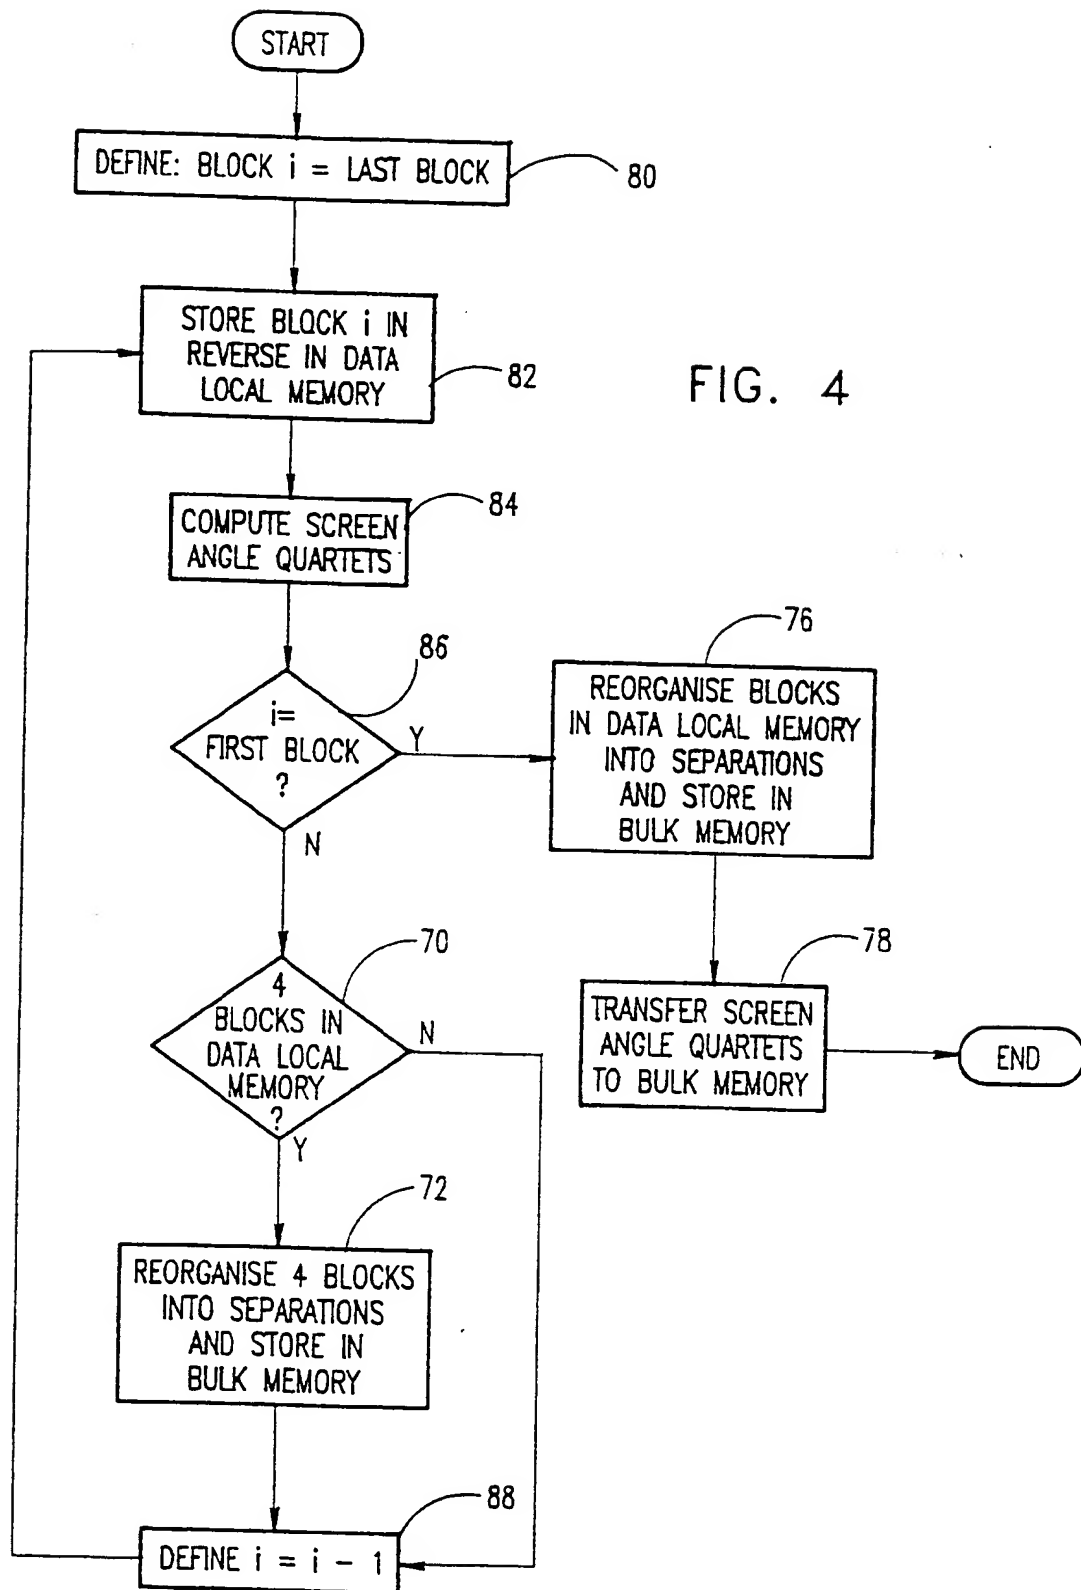 START
DEFINE: BLOCK i = LAST BLOCK
80
STORE BLOCK i IN
REVERSE IN DATA
LOCAL MEMORY
82
FIG. 4
COMPUTE SCREEN
ANGLE QUARTETS
84
i=
FIRST BLOCK
?
86
Y
N
REORGANISE BLOCKS
IN DATA LOCAL MEMORY
INTO SEPARATIONS
AND STORE IN
BULK MEMORY
76
4
BLOCKS IN
DATA LOCAL
MEMORY
?
70
N
Y
TRANSFER SCREEN
ANGLE QUARTETS
TO BULK MEMORY
78
END
REORGANISE 4 BLOCKS
INTO SEPARATIONS
AND STORE IN
BULK MEMORY
72
DEFINE i = i - 1
88